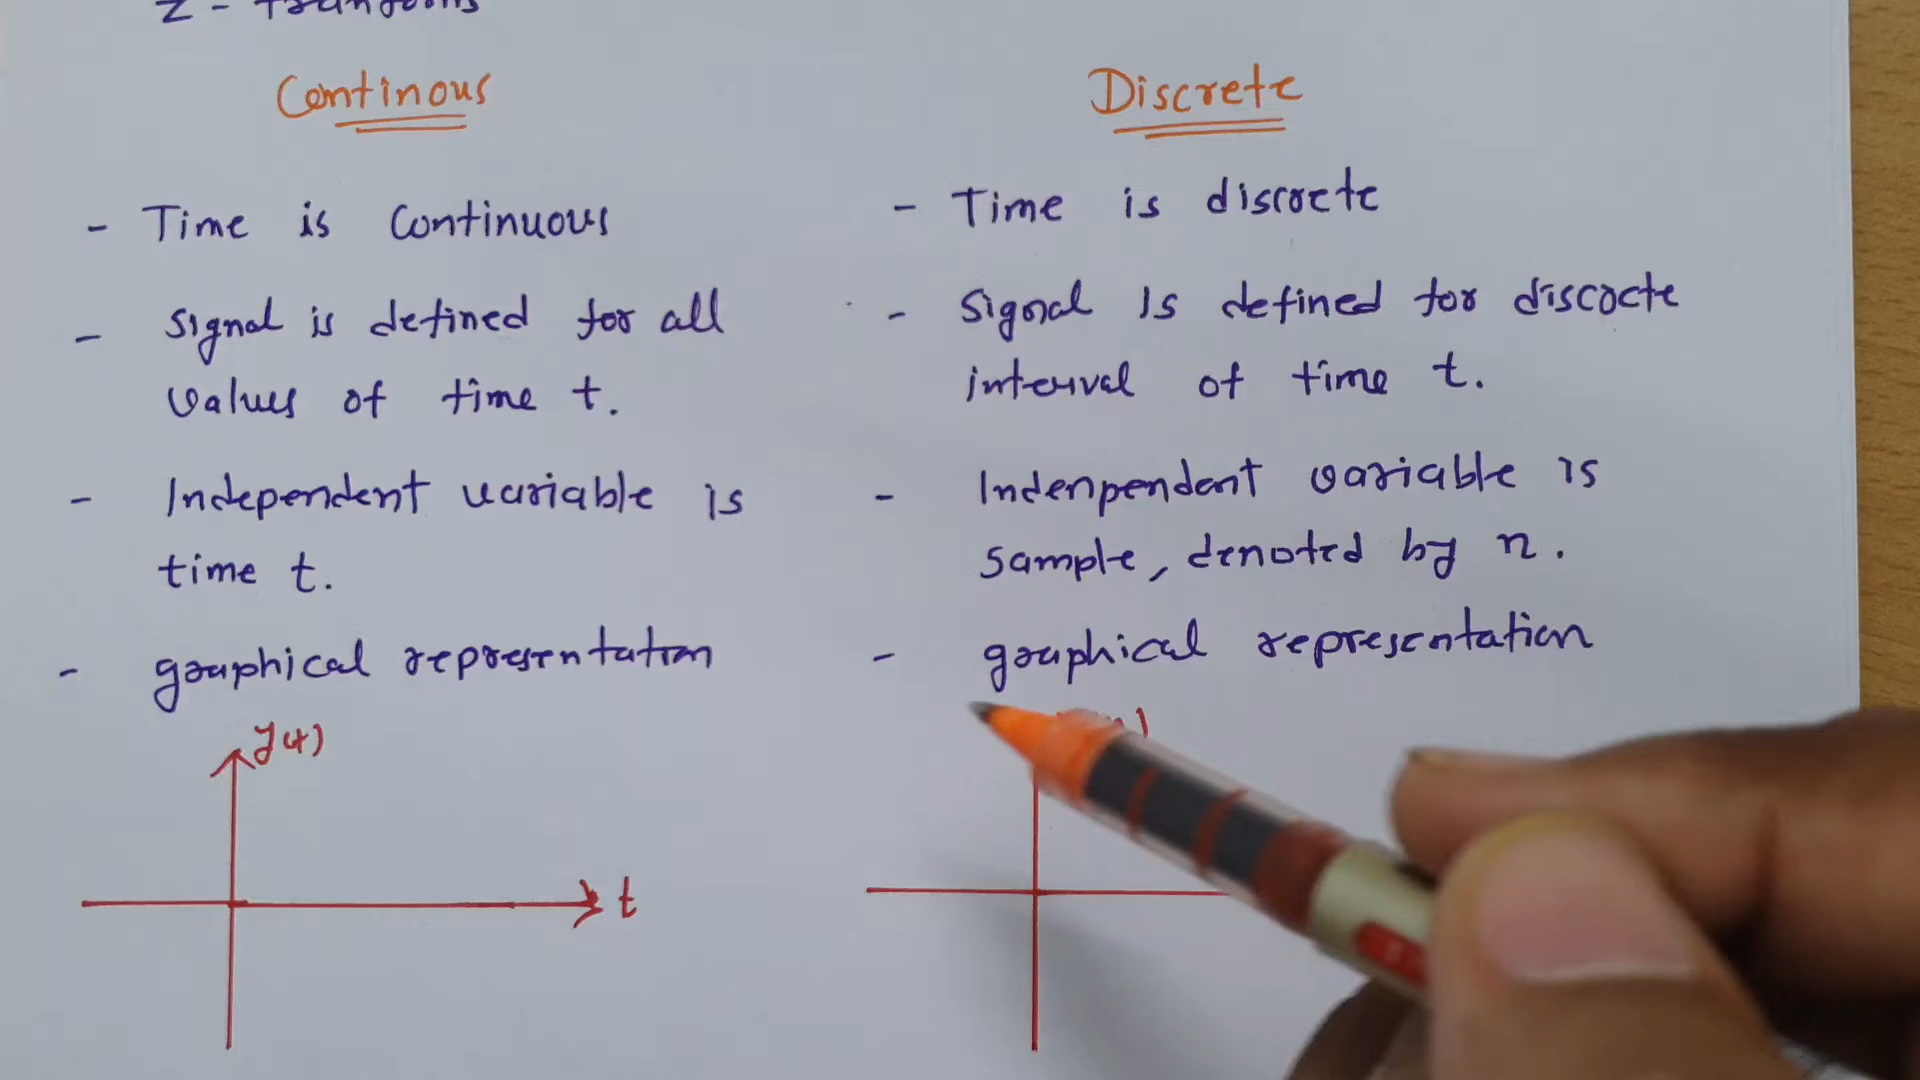 Continous
- Time is Continuous
- Signal is defined for all
values of time t.
- Independent variable is
time t.
- graphical representation
y(t)
t
Discrete
- Time is discrete
- Signal is defined for discrete
interval of time t.
- Indenpendent variable is
sample, denoted by n.
- graphical representation